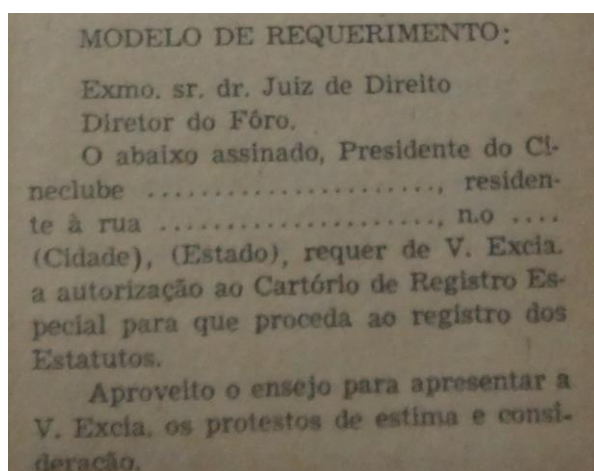 MODELO DE REQUERIMENTO:
Exmo. sr. dr. Juiz de Direito
Diretor do Fôro.
O abaixo assinado, Presidente do Ci-
neclube ......................, residen-
te à rua ....................., n.o ....
(Cidade), (Estado), requer de V. Excia.
a autorização ao Cartório de Registro Es-
pecial para que proceda ao registro dos
Estatutos.
Aproveito o ensejo para apresentar a
V. Excia. os protestos de estima e consi-
deração.